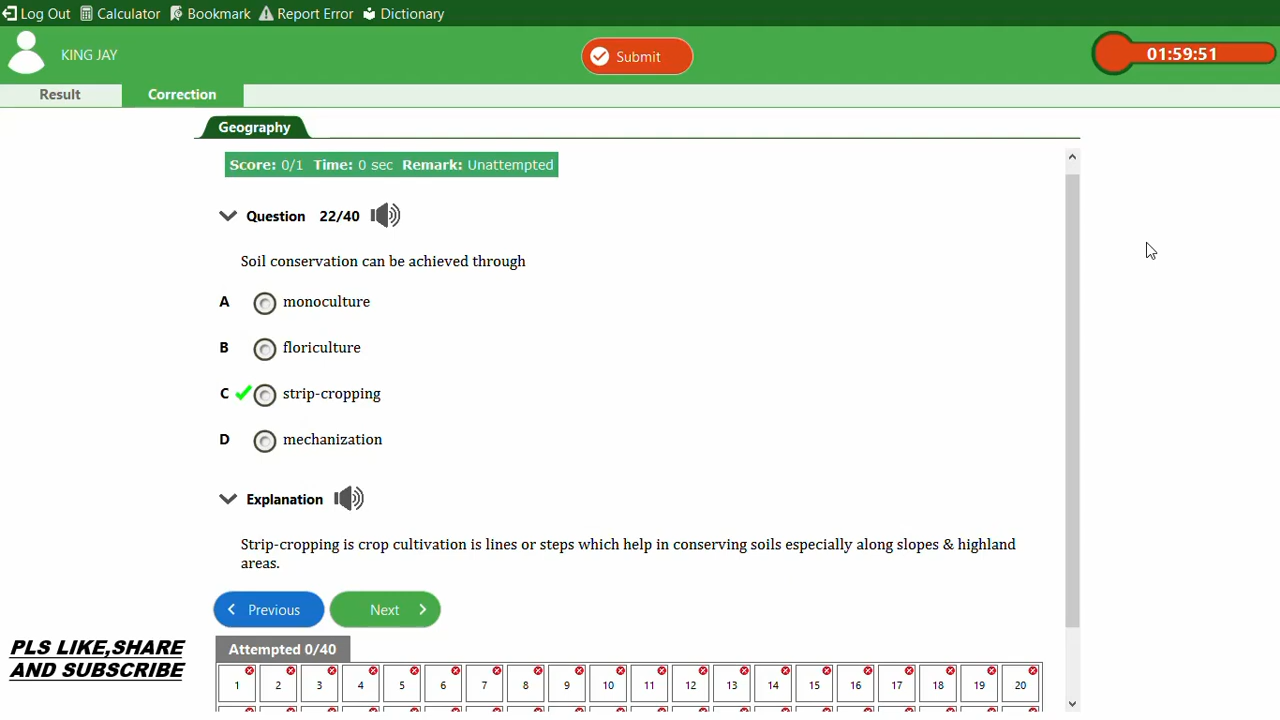 Log Out Calculator Bookmark Report Error Dictionary
KING JAY
Submit
01:59:51
Result Correction
Geography
Score: 0/1 Time: 0 sec Remark: Unattempted
Question 22/40
Soil conservation can be achieved through
A monoculture
B floriculture
C strip-cropping
D mechanization
Explanation
Strip-cropping is crop cultivation is lines or steps which help in conserving soils especially along slopes & highland
areas.
Previous Next
PLS LIKE,SHARE
AND SUBSCRIBE
Attempted 0/40
1 2 3 4 5 6 7 8 9 10 11 12 13 14 15 16 17 18 19 20